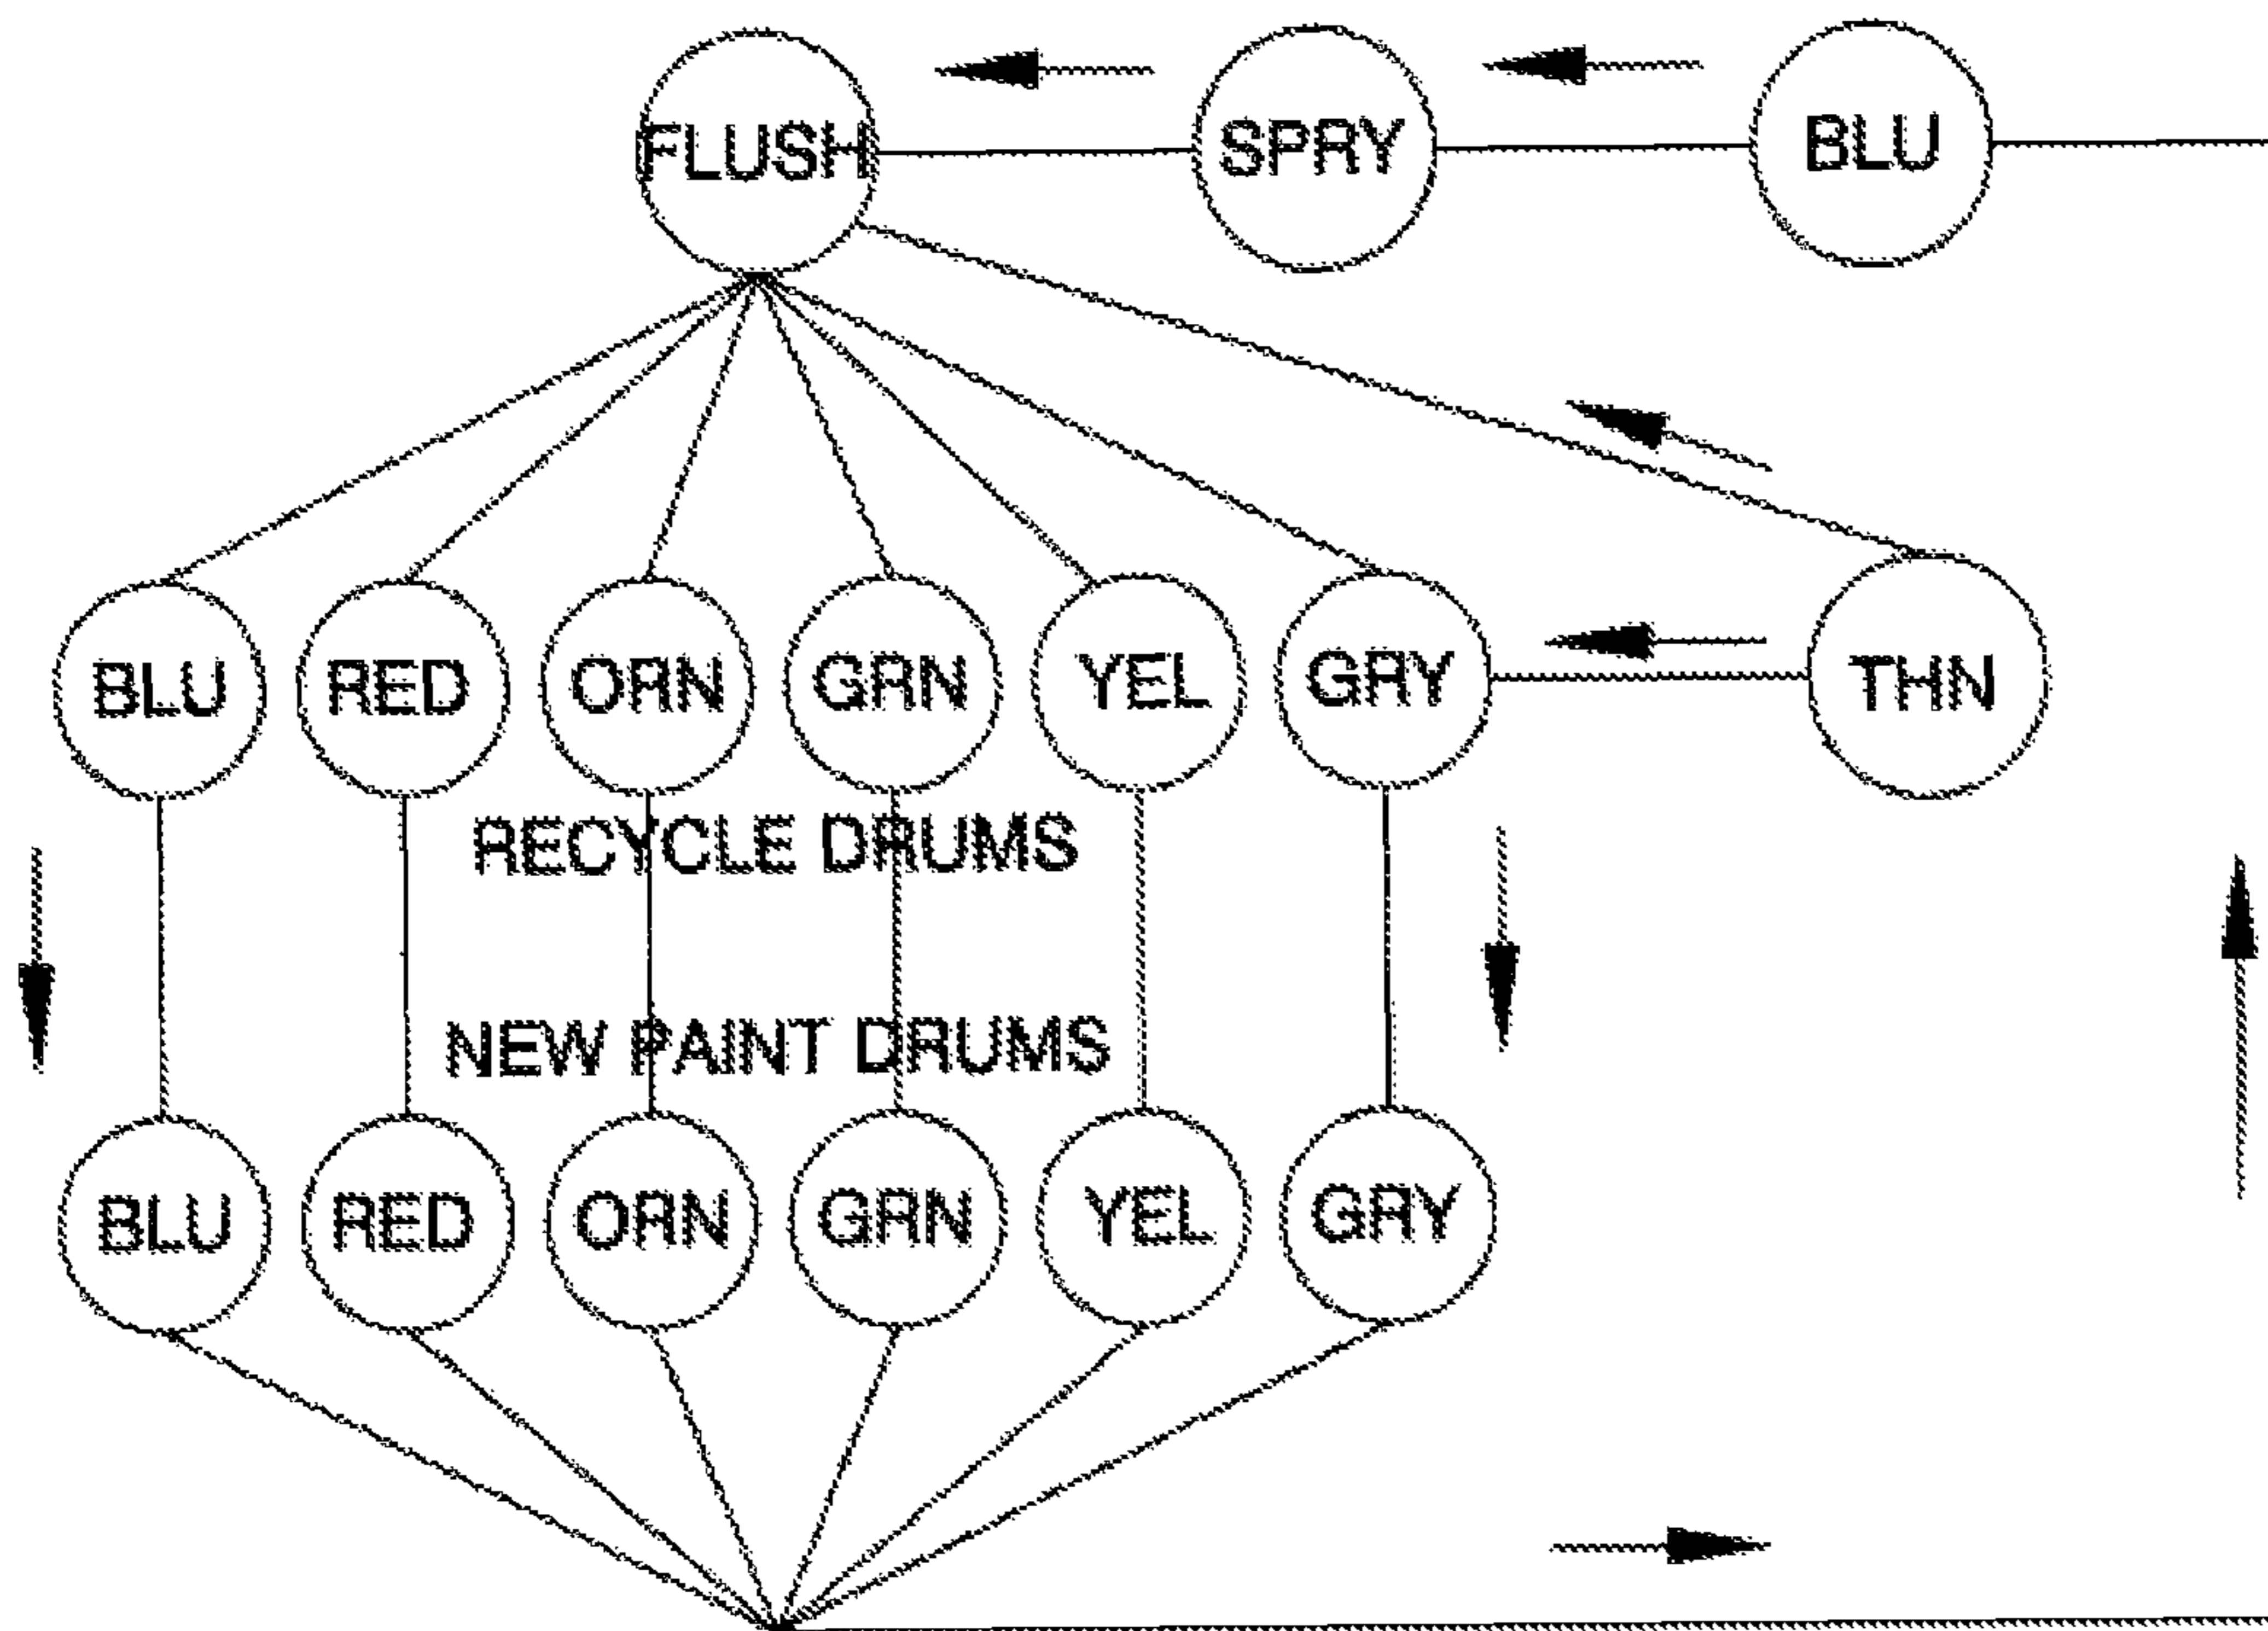 FLUSH SPRY BLU
BLU RED ORN GRN YEL GRY THN
RECYCLE DRUMS
NEW PAINT DRUMS
BLU RED ORN GRN YEL GRY